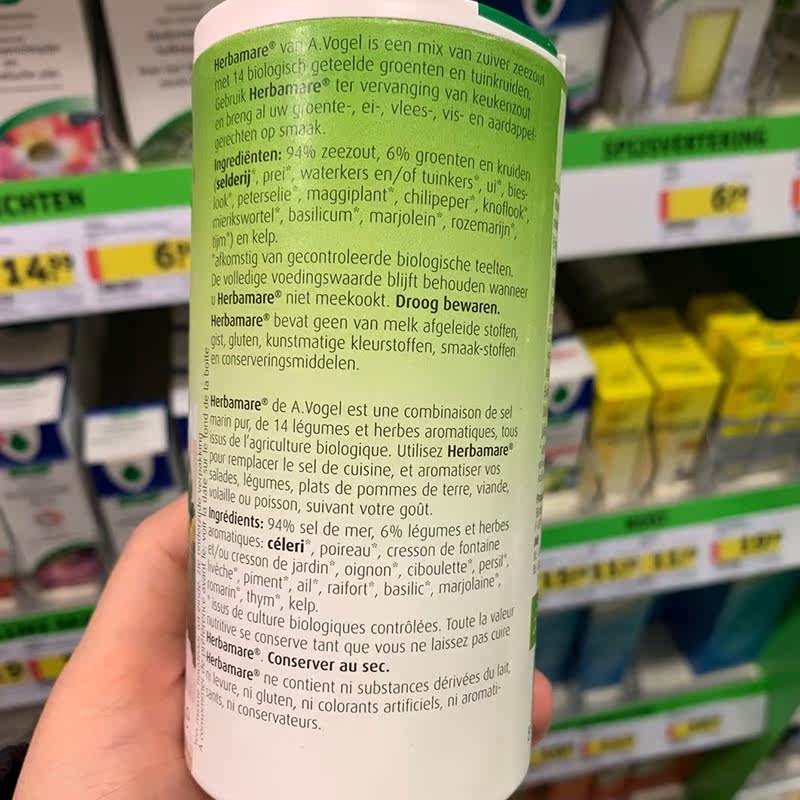 Herbamare® van A.Vogel is een mix van zuiver zeezout
met 14 biologisch geteelde groenten en tuinkruiden.
Gebruik Herbamare® ter vervanging van keukenzout
en breng al uw groente-, ei-, vlees-, vis- en aardappel-
gerechten op smaak.
Ingrediënten: 94% zeezout, 6% groenten en kruiden
(selderij*, prei*, waterkers en/of tuinkers*, ui*, bies-
look*, peterselie*, maggiplant*, chilipeper*, knoflook*,
mierikswortel*, basilicum*, marjolein*, rozemarijn*,
tijm*) en kelp.
*afkomstig van gecontroleerde biologische teelten.
De volledige voedingswaarde blijft behouden wanneer
u Herbamare® niet meekookt. Droog bewaren.
Herbamare® bevat geen van melk afgeleide stoffen,
gist, gluten, kunstmatige kleurstoffen, smaak-stoffen
en conserveringsmiddelen.
Herbamare® de A.Vogel est une combinaison de sel
marin pur, de 14 légumes et herbes aromatiques, tous
issus de l'agriculture biologique. Utilisez Herbamare®
pour remplacer le sel de cuisine, et aromatiser vos
salades, légumes, plats de pommes de terre, viande,
volaille ou poisson, suivant votre goût.
Ingrédients: 94% sel de mer, 6% légumes et herbes
aromatiques: céleri*, poireau*, cresson de fontaine
et/ou cresson de jardin*, oignon*, ciboulette*, persil*,
livèche*, piment*, ail*, raifort*, basilic*, marjolaine*,
romarin*, thym*, kelp.
*issus de culture biologiques contrôlées. Toute la valeur
nutritive se conserve tant que vous ne laissez pas cuire
Herbamare®. Conserver au sec.
Herbamare® ne contient ni substances dérivées du lait,
ni levure, ni gluten, ni colorants artificiels, ni aromati-
sants, ni conservateurs.
CHTEN
14.
6.
SPIJSVERTERING
6.